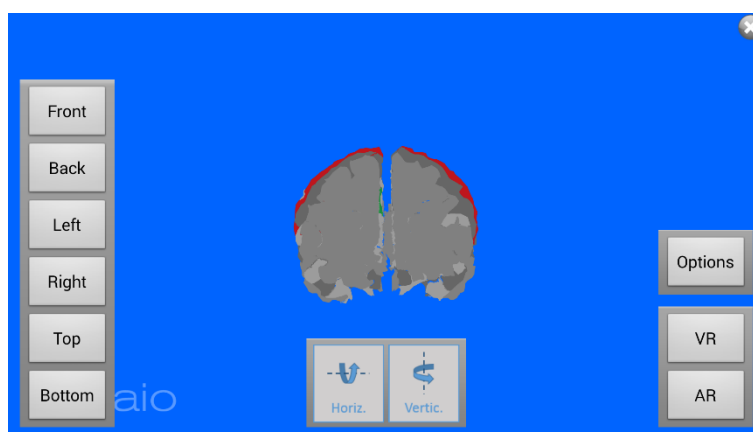 Front
Back
Left
Right
Top
Bottom
aio
Horiz.
Vertic.
Options
VR
AR